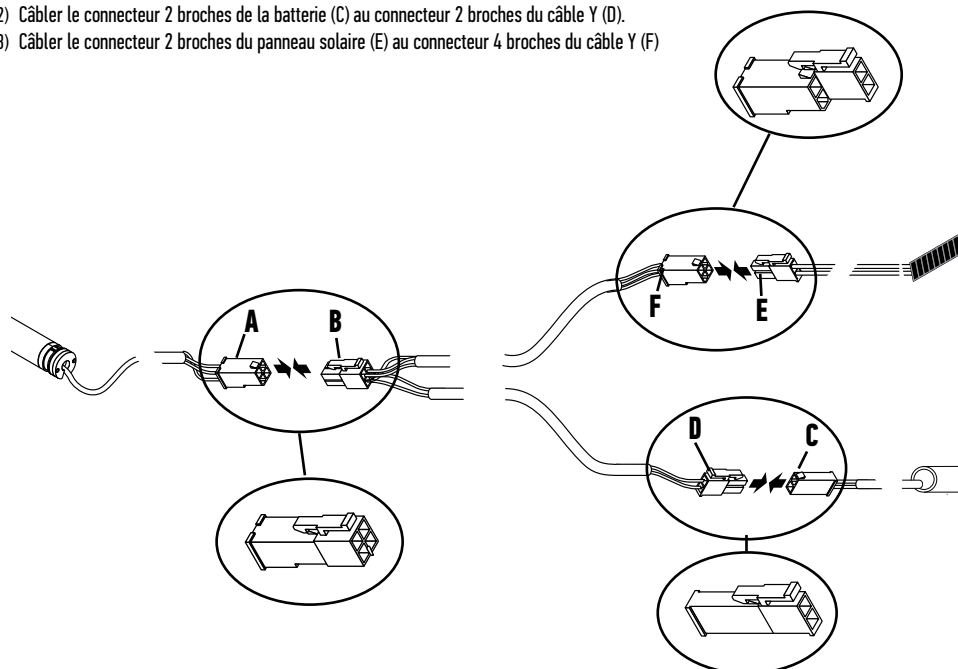 2) Câbler le connecteur 2 broches de la batterie (C) au connecteur 2 broches du câble Y (D).
3) Câbler le connecteur 2 broches du panneau solaire (E) au connecteur 4 broches du câble Y (F)
F
E
A
B
D
C